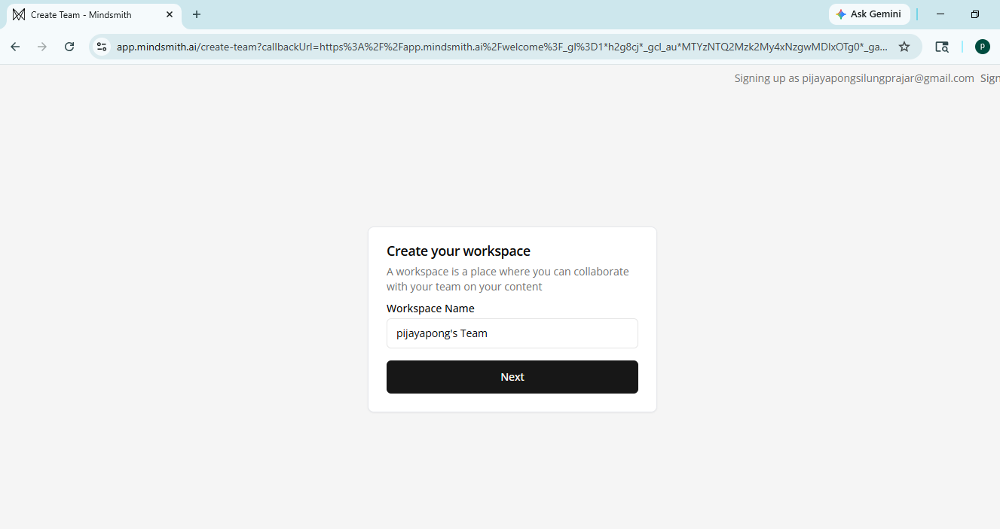 Create Team - Mindsmith
Ask Gemini
app.mindsmith.ai/create-team?callbackUrl=https%3A%2F%2Fapp.mindsmith.ai%2Fwelcome%3F_gl%3D1*h2g8cj*_gcl_au*MTYzNTQ2Mzk2My4xNzgwMDIxOTg0*_ga...
p
Signing up as pijayapongsilungprajar@gmail.com Sign
Create your workspace
A workspace is a place where you can collaborate
with your team on your content
Workspace Name
pijayapong's Team
Next